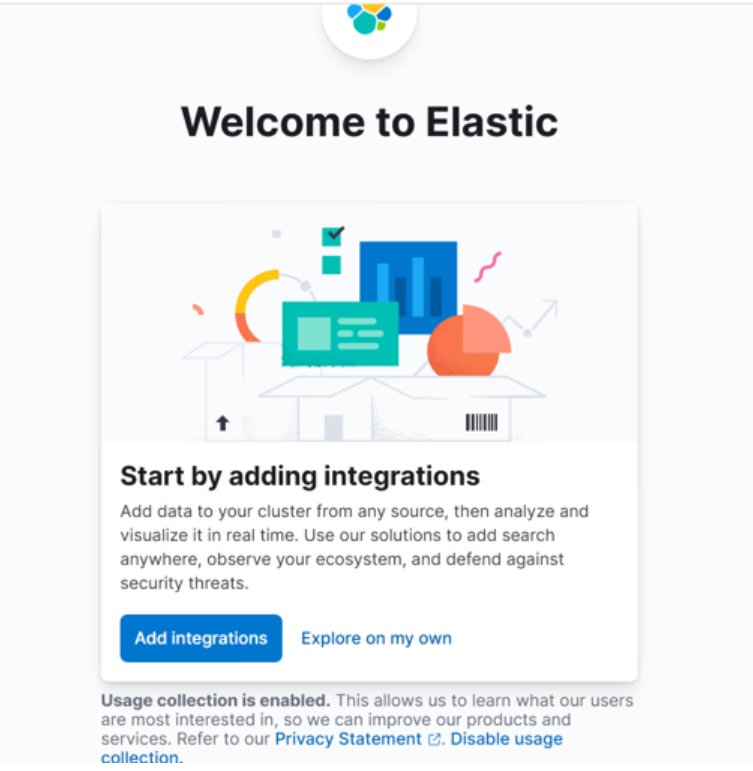 Welcome to Elastic
Start by adding integrations
Add data to your cluster from any source, then analyze and
visualize it in real time. Use our solutions to add search
anywhere, observe your ecosystem, and defend against
security threats.
Add integrations
Explore on my own
Usage collection is enabled. This allows us to learn what our users
are most interested in, so we can improve our products and
services. Refer to our Privacy Statement. Disable usage
collection.